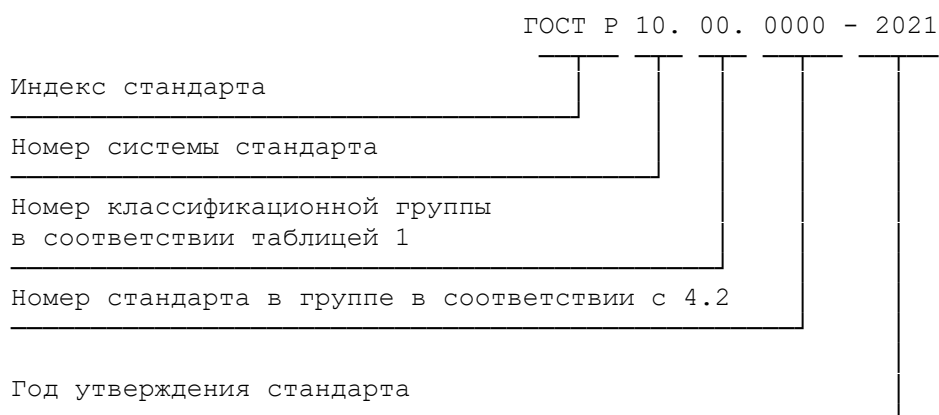 ГОСТ Р 10. 00. 0000 - 2021
Индекс стандарта
Номер системы стандарта
Номер классификационной группы
в соответствии таблицей 1
Номер стандарта в группе в соответствии с 4.2
Год утверждения стандарта